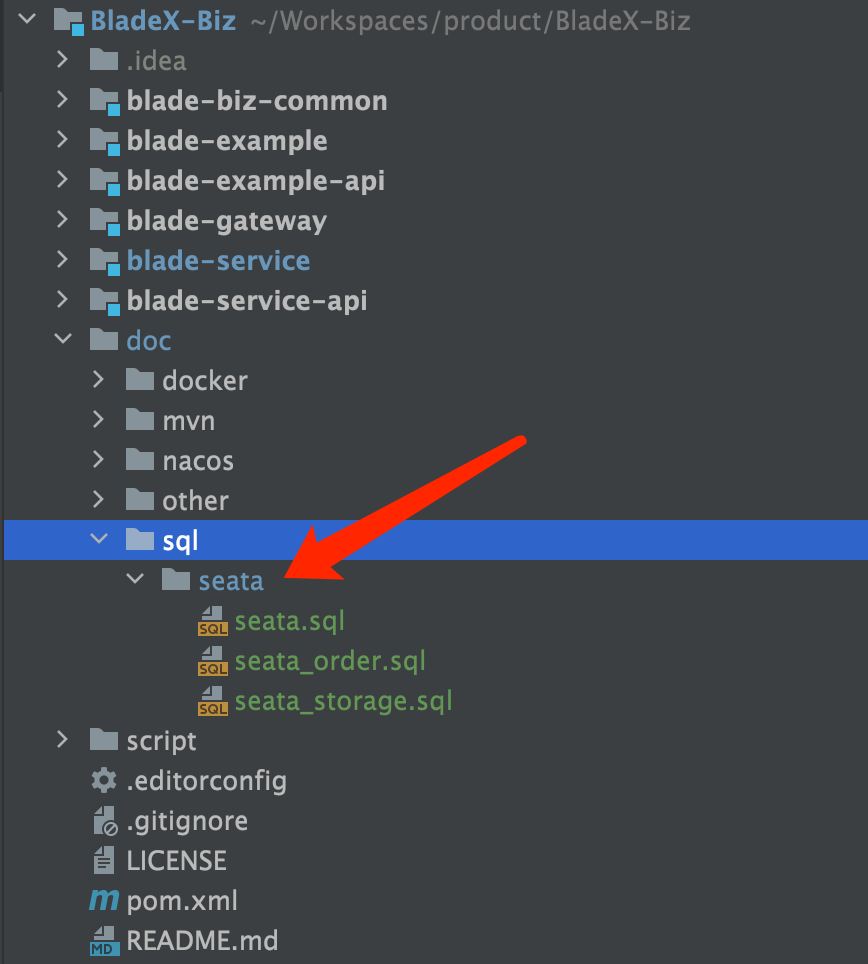 BladeX-Biz ~/Workspaces/product/BladeX-Biz
.idea
blade-biz-common
blade-example
blade-example-api
blade-gateway
blade-service
blade-service-api
doc
docker
mvn
nacos
other
sql
seata
SQL seata.sql
SQL seata_order.sql
SQL seata_storage.sql
script
.editorconfig
.gitignore
LICENSE
m pom.xml
MD README.md